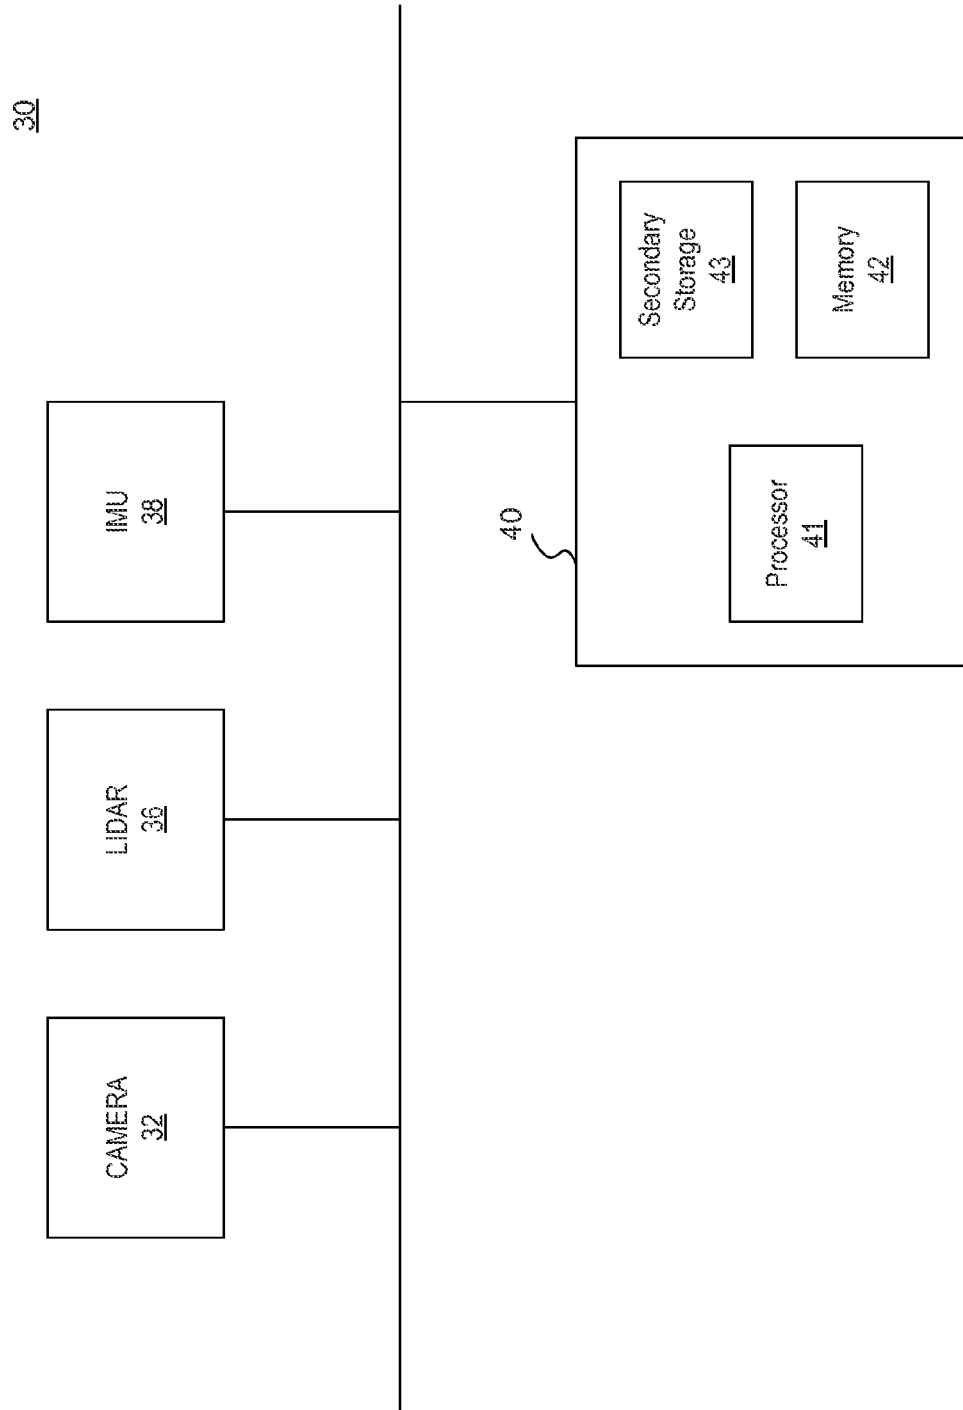 30
CAMERA
32
LIDAR
36
IMU
38
40
Processor
41
Secondary
Storage
43
Memory
42